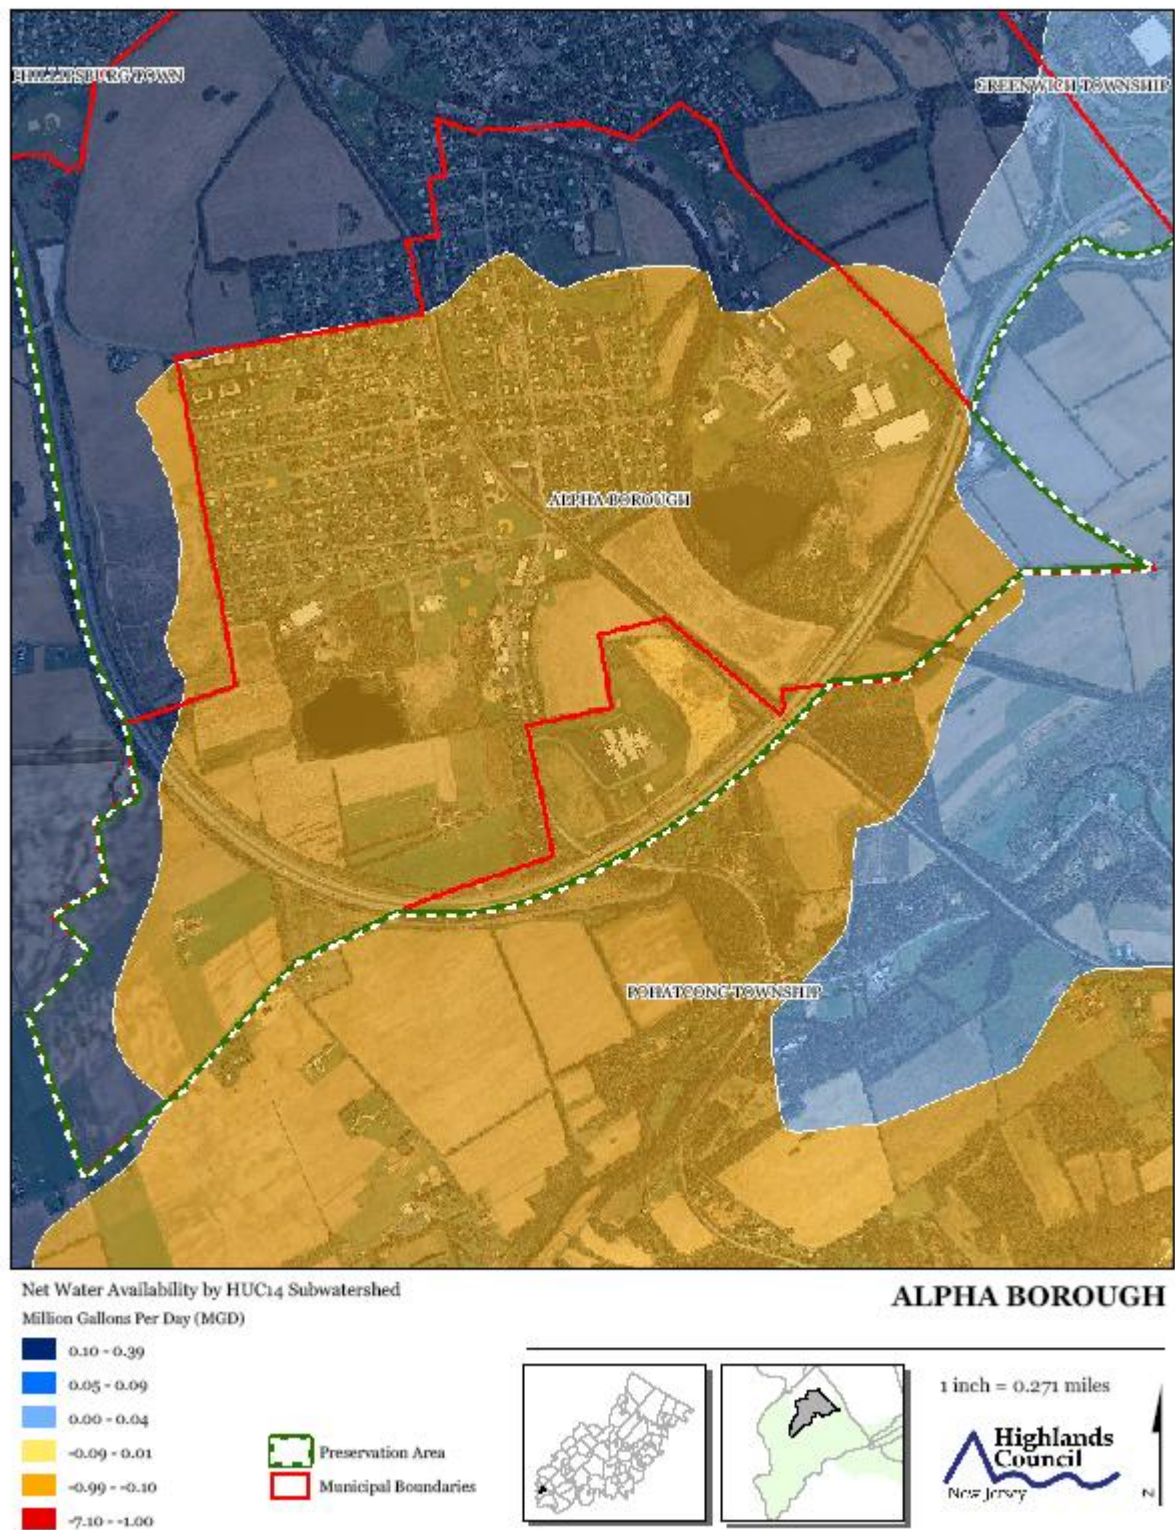 PHILLIPSBURG TOWN
GREENWICH TOWNSHIP
ALPHA BOROUGH
POHATCONG TOWNSHIP
Net Water Availability by HUC14 Subwatershed
Million Gallons Per Day (MGD)
0.10 - 0.39
0.05 - 0.09
0.00 - 0.04
-0.09 - 0.01
-0.99 - -0.10
-7.10 - -1.00
Preservation Area
Municipal Boundaries
ALPHA BOROUGH
1 inch = 0.271 miles
Highlands
Council
New Jersey
N